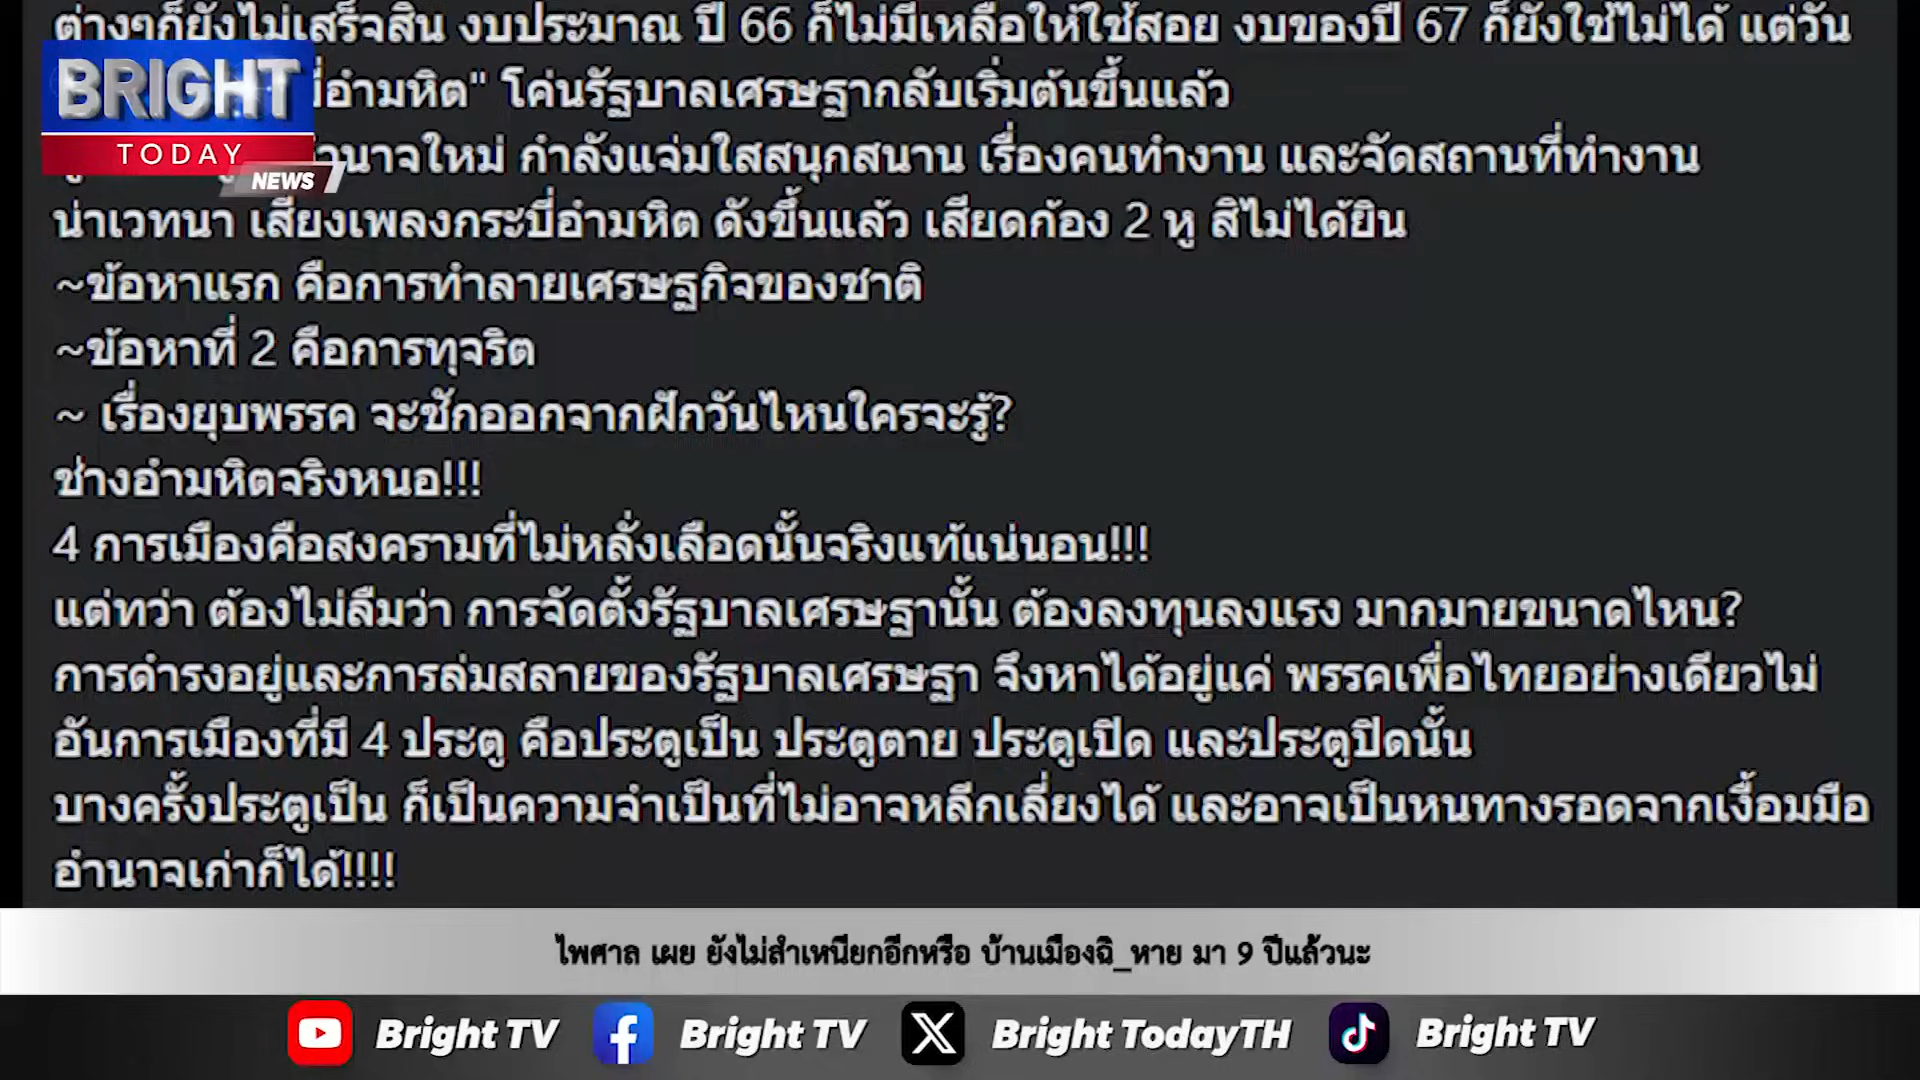 ต่างๆก็ยังไม่เสร็จสิ้น งบประมาณ ปี 66 ก็ไม่มีเหลือให้ใช้สอย งบของปี 67 ก็ยังใช้ไม่ได้ แต่วัน
BRIGHT
TODAY
NEWS
อำมหิต" โค่นรัฐบาลเศรษฐากลับเริ่มต้นขึ้นแล้ว
อำนาจใหม่ กำลังแจ่มใสสนุกสนาน เรื่องคนทำงาน และจัดสถานที่ทำงาน
น่าเวทนา เสียงเพลงกระบี่อำมหิต ดังขึ้นแล้ว เสียดก้อง 2 หู สิไม่ได้ยิน
~ข้อหาแรก คือการทำลายเศรษฐกิจของชาติ
~ข้อหาที่ 2 คือการทุจริต
~ เรื่องยุบพรรค จะชักออกจากฝักวันไหนใครจะรู้?
ช่างอำมหิตจริงหนอ!!!
4 การเมืองคือสงครามที่ไม่หลั่งเลือดนั้นจริงแท้แน่นอน!!!
แต่ทว่า ต้องไม่ลืมว่า การจัดตั้งรัฐบาลเศรษฐานั้น ต้องลงทุนลงแรง มากมายขนาดไหน?
การดำรงอยู่และการล่มสลายของรัฐบาลเศรษฐา จึงหาได้อยู่แค่ พรรคเพื่อไทยอย่างเดียวไม่
อันการเมืองที่มี 4 ประตู คือประตูเป็น ประตูตาย ประตูเปิด และประตูปิดนั้น
บางครั้งประตูเป็น ก็เป็นความจำเป็นที่ไม่อาจหลีกเลี่ยงได้ และอาจเป็นหนทางรอดจากเงื้อมมือ
อำนาจเก่าก็ได้!!!!
ไพศาล เผย ยังไม่สำเหนียกอีกหรือ บ้านเมืองฉิ_หาย มา 9 ปีแล้วนะ
Bright TV
Bright TV
Bright TodayTH
Bright TV